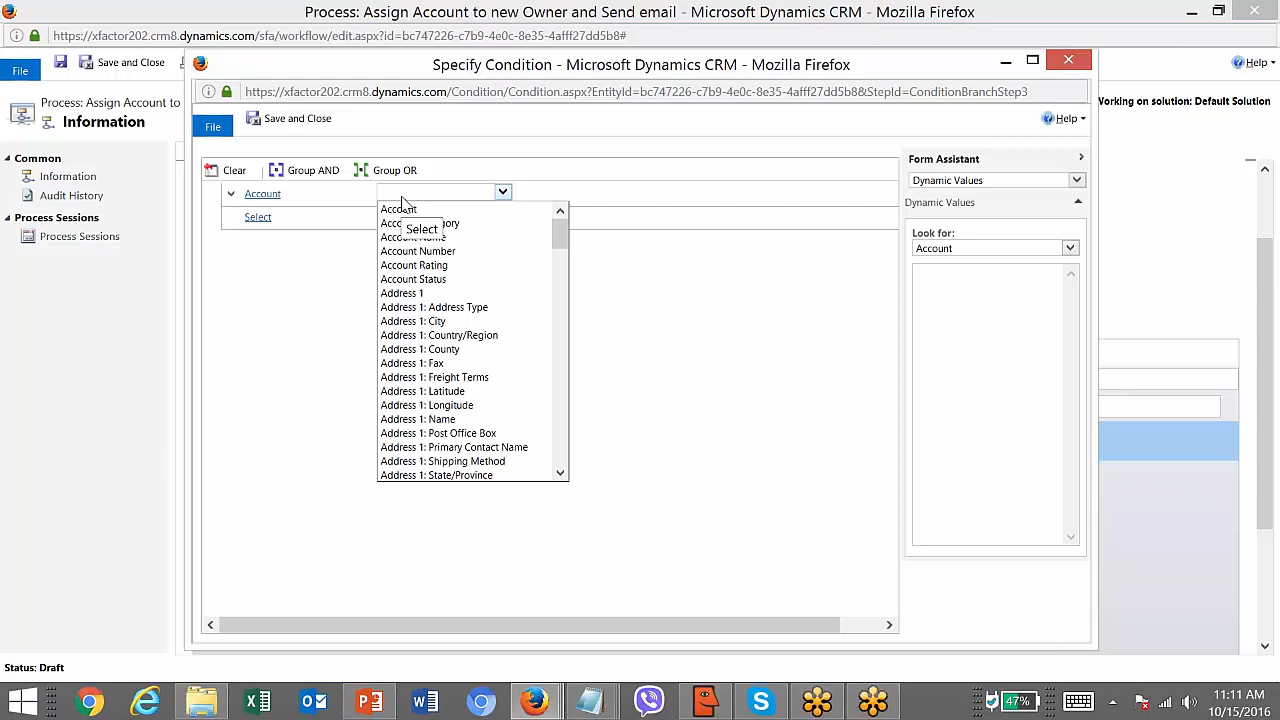 Process: Assign Account to new Owner and Send email - Microsoft Dynamics CRM - Mozilla Firefox
https://xfactor202.crm8.dynamics.com/sfa/workflow/edit.aspx?id=bc747226-c7b9-4e0c-8e35-4afff27dd5b8#
File
Save and Close
Help
Process: Assign Account to
Information
Working on solution: Default Solution
Common
Information
Audit History
Process Sessions
Process Sessions
Specify Condition - Microsoft Dynamics CRM - Mozilla Firefox
https://xfactor202.crm8.dynamics.com/Condition/Condition.aspx?EntityId=bc747226-c7b9-4e0c-8e35-4afff27dd5b8&StepId=ConditionBranchStep3
File
Save and Close
Help
Clear
Group AND
Group OR
Account
Select
Account
Select
Account Number
Account Rating
Account Status
Address 1
Address 1: Address Type
Address 1: City
Address 1: Country/Region
Address 1: County
Address 1: Fax
Address 1: Freight Terms
Address 1: Latitude
Address 1: Longitude
Address 1: Name
Address 1: Post Office Box
Address 1: Primary Contact Name
Address 1: Shipping Method
Address 1: State/Province
Form Assistant
Dynamic Values
Dynamic Values
Look for:
Account
Status: Draft
47%
11:11 AM
10/15/2016